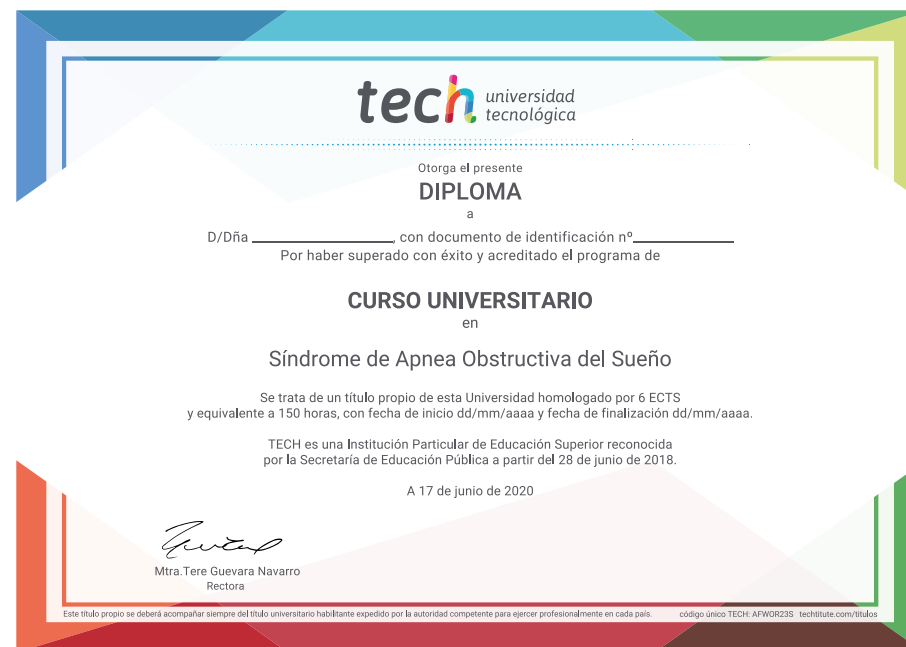 tech universidad
tecnológica
Otorga el presente
DIPLOMA
a
D/Dña ____________________, con documento de identificación nº______________
Por haber superado con éxito y acreditado el programa de
CURSO UNIVERSITARIO
en
Síndrome de Apnea Obstructiva del Sueño
Se trata de un título propio de esta Universidad homologado por 6 ECTS
y equivalente a 150 horas, con fecha de inicio dd/mm/aaaa y fecha de finalización dd/mm/aaaa.
TECH es una Institución Particular de Educación Superior reconocida
por la Secretaría de Educación Pública a partir del 28 de junio de 2018.
A 17 de junio de 2020
Mtra.Tere Guevara Navarro
Rectora
Este título propio se deberá acompañar siempre del título universitario habilitante expedido por la autoridad competente para ejercer profesionalmente en cada país. código único TECH: AFWOR23S techtitute.com/titulos